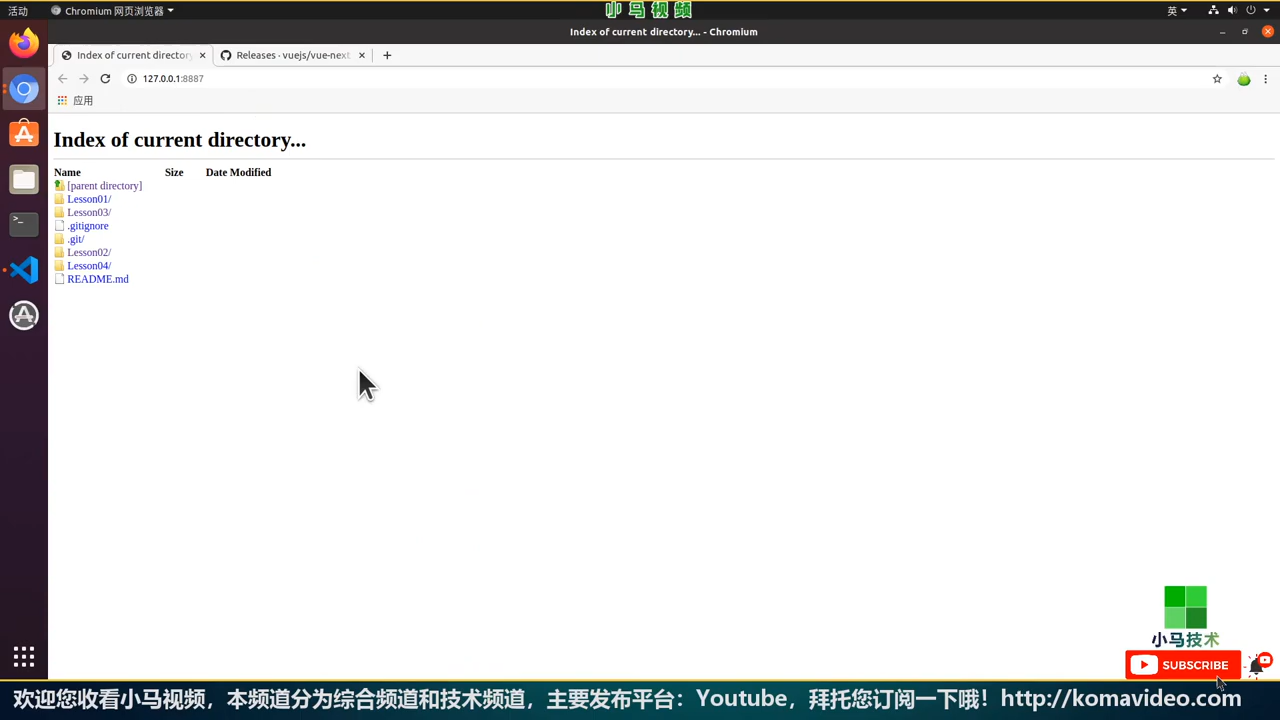 活动
Chromium 网页浏览器
小马视频
英
Index of current directory... - Chromium
Index of current directory
Releases · vuejs/vue-next
127.0.0.1:8887
应用
Index of current directory...
Name Size Date Modified
[parent directory]
Lesson01/
Lesson03/
.gitignore
.git/
Lesson02/
Lesson04/
README.md
小马技术
SUBSCRIBE
欢迎您收看小马视频，本频道分为综合频道和技术频道，主要发布平台：Youtube，拜托您订阅一下哦！http://komavideo.com